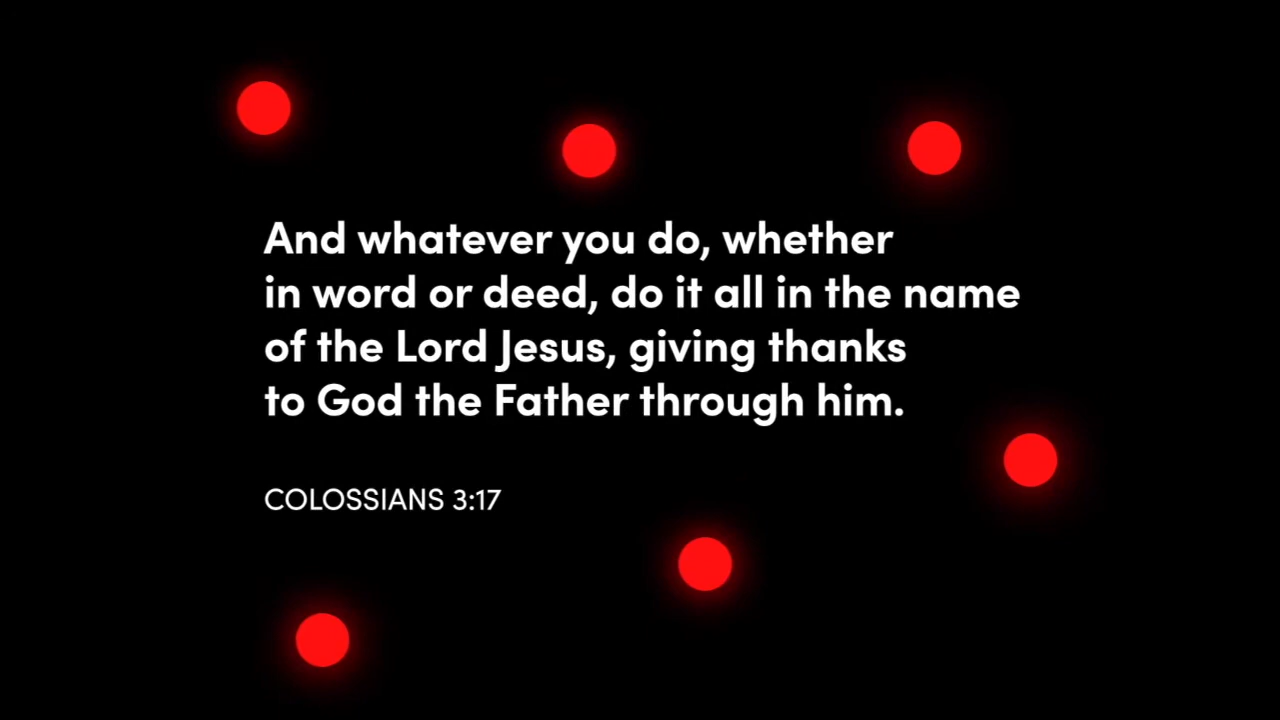 And whatever you do, whether
in word or deed, do it all in the name
of the Lord Jesus, giving thanks
to God the Father through him.
COLOSSIANS 3:17